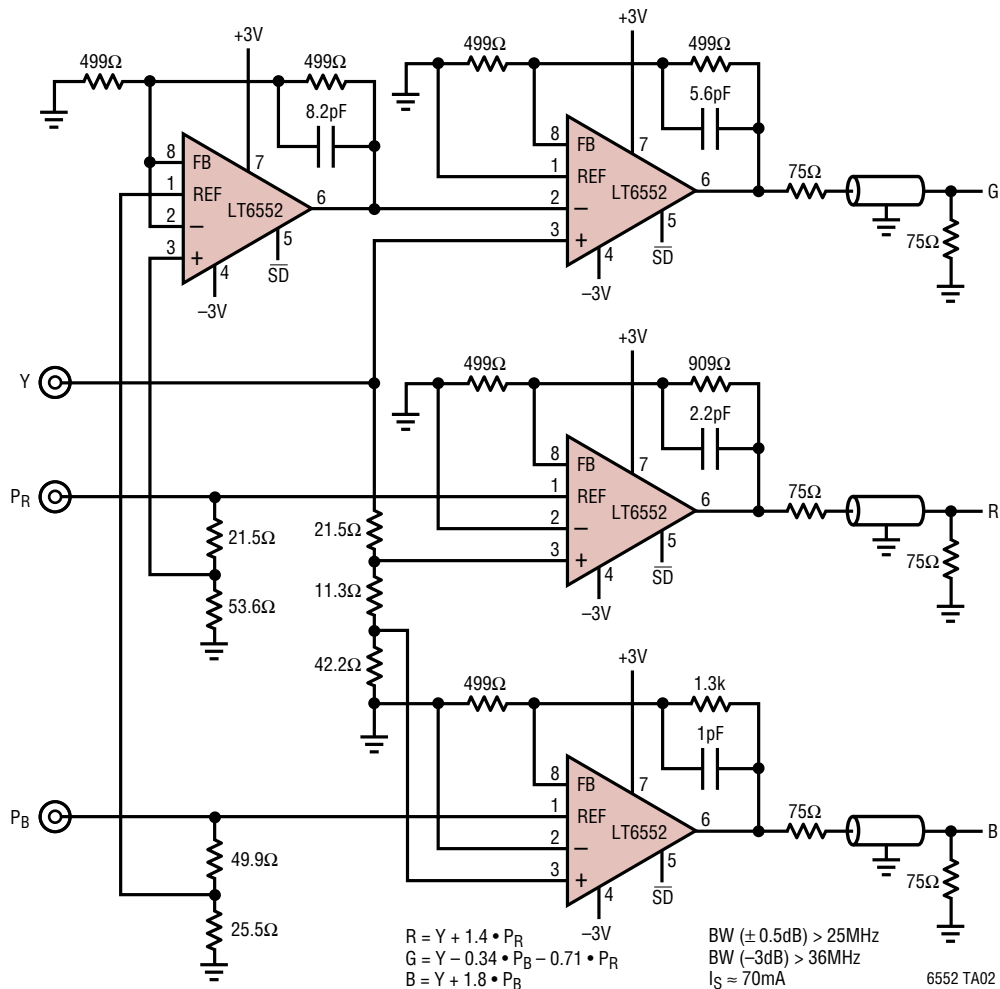 +3V
+3V
499Ω
499Ω
499Ω
499Ω
8.2pF
5.6pF
8
FB
7
1
REF
LT6552
6
2
–
5
3
+
4
SD
–3V
8
FB
7
1
REF
LT6552
6
2
–
5
3
+
4
SD
–3V
75Ω
G
75Ω
Y
+3V
499Ω
909Ω
2.2pF
PR
8
FB
7
1
REF
LT6552
6
2
–
5
3
+
4
SD
–3V
75Ω
R
75Ω
21.5Ω
53.6Ω
21.5Ω
11.3Ω
42.2Ω
+3V
499Ω
1.3k
1pF
PB
8
FB
7
1
REF
LT6552
6
2
–
5
3
+
4
SD
–3V
75Ω
B
75Ω
49.9Ω
25.5Ω
R = Y + 1.4 • PR
G = Y – 0.34 • PB – 0.71 • PR
B = Y + 1.8 • PB
BW (± 0.5dB) > 25MHz
BW (–3dB) > 36MHz
IS ≈ 70mA
6552 TA02